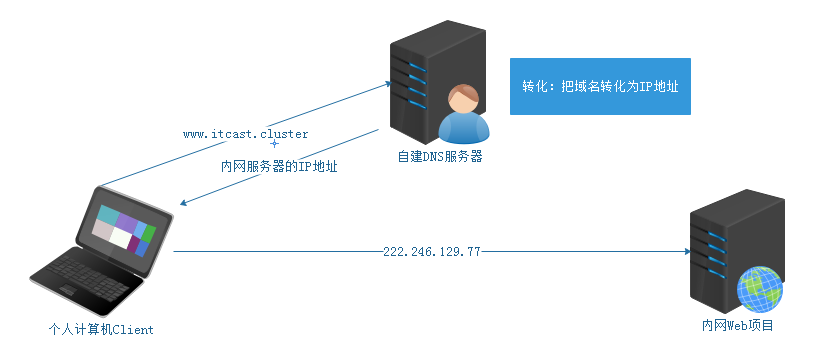 转化：把域名转化为IP地址
www.itcast.cluster
自建DNS服务器
内网服务器的IP地址
222.246.129.77
个人计算机Client
内网Web项目